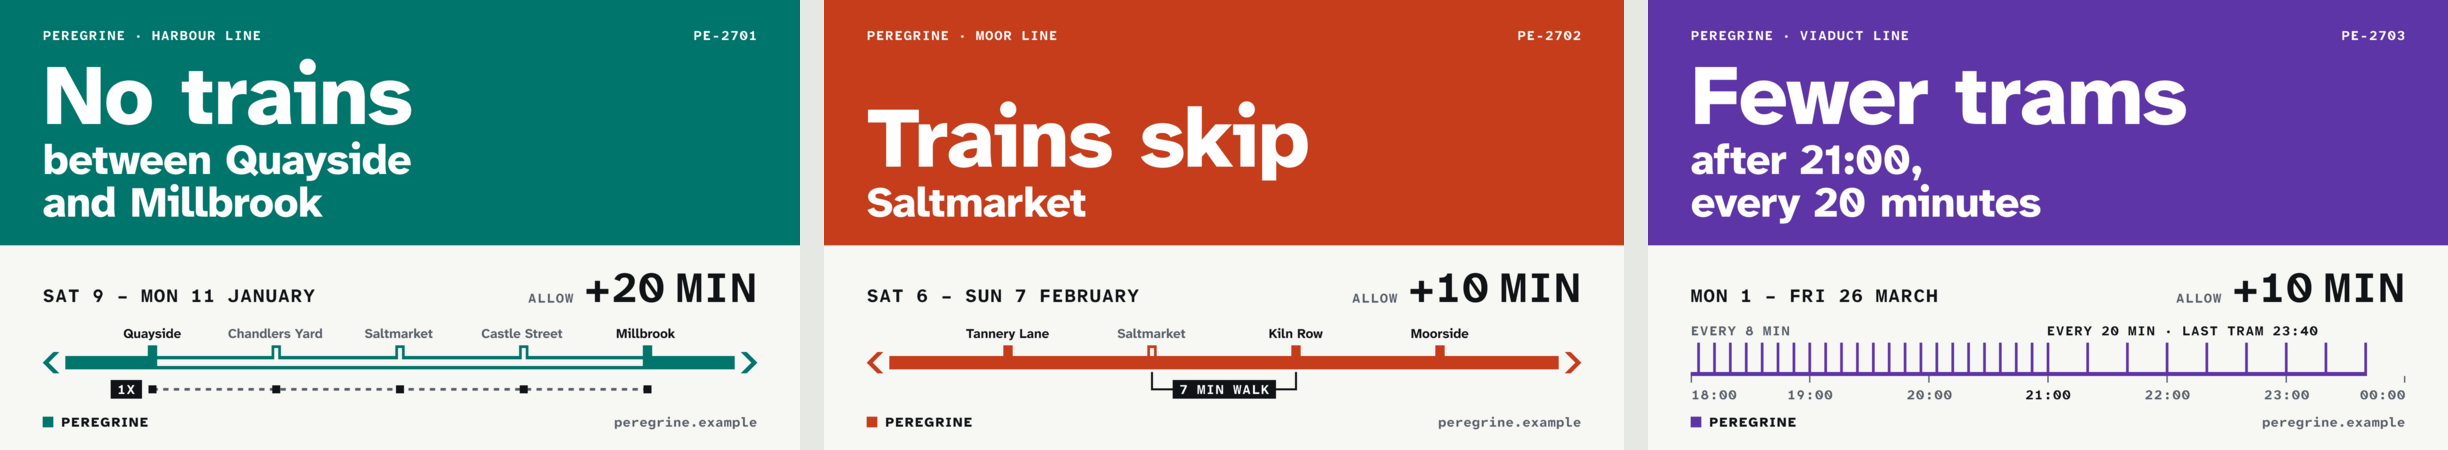 PEREGRINE · HARBOUR LINE
PE-2701
No trains
between Quayside
and Millbrook
SAT 9 – MON 11 JANUARY
ALLOW +20 MIN
Quayside Chandlers Yard Saltmarket Castle Street Millbrook
1X
PEREGRINE
peregrine.example
PEREGRINE · MOOR LINE
PE-2702
Trains skip
Saltmarket
SAT 6 – SUN 7 FEBRUARY
ALLOW +10 MIN
Tannery Lane Saltmarket Kiln Row Moorside
7 MIN WALK
PEREGRINE
peregrine.example
PEREGRINE · VIADUCT LINE
PE-2703
Fewer trams
after 21:00,
every 20 minutes
MON 1 – FRI 26 MARCH
ALLOW +10 MIN
EVERY 8 MIN
EVERY 20 MIN · LAST TRAM 23:40
18:00 19:00 20:00 21:00 22:00 23:00 00:00
PEREGRINE
peregrine.example